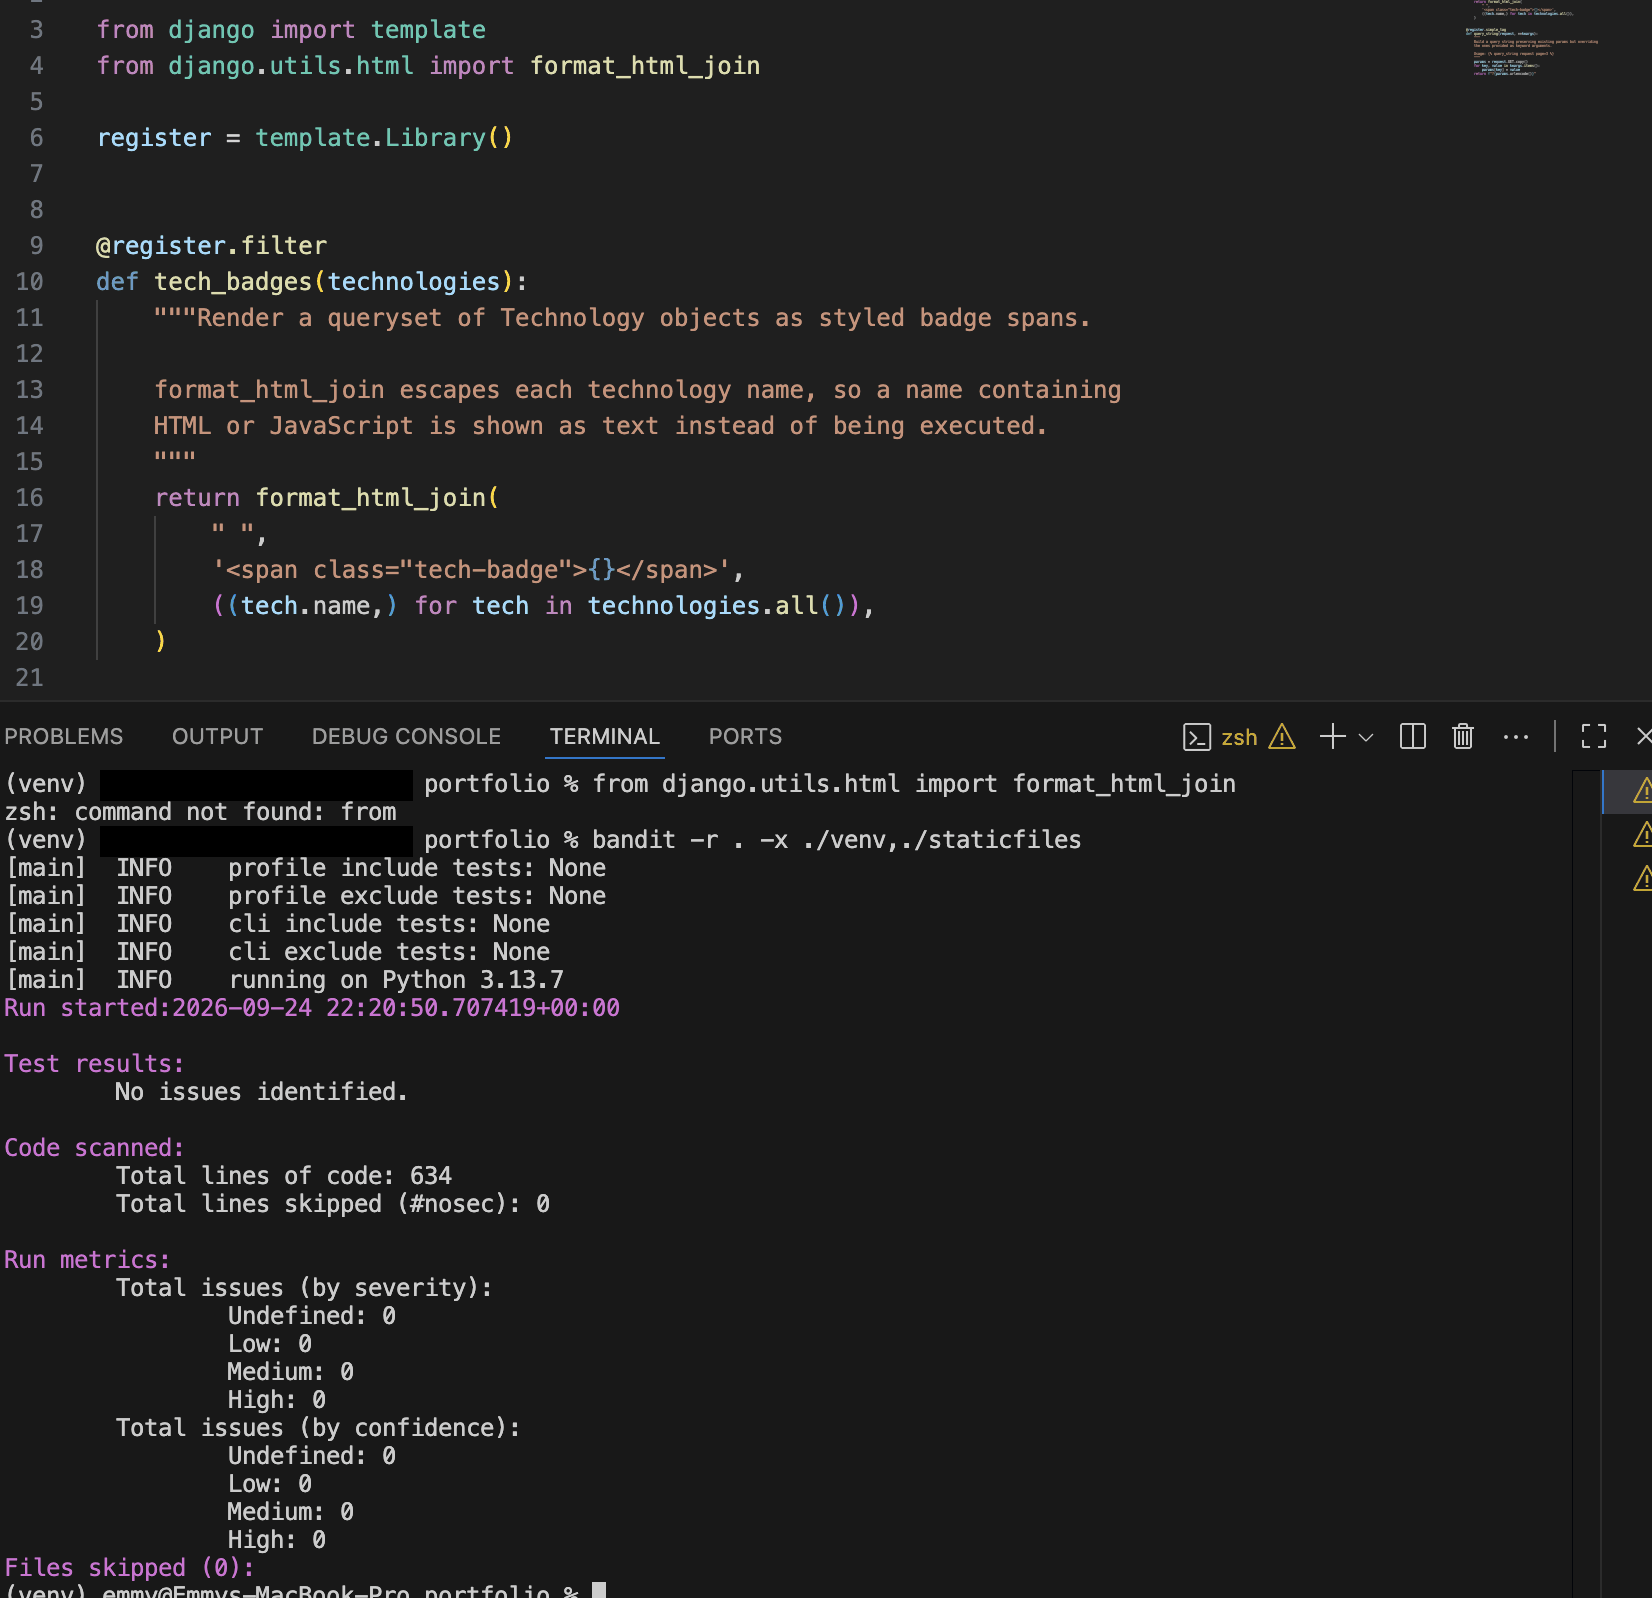 3 from django import template
4 from django.utils.html import format_html_join
5
6 register = template.Library()
7
8
9 @register.filter
10 def tech_badges(technologies):
11 """Render a queryset of Technology objects as styled badge spans.
12
13 format_html_join escapes each technology name, so a name containing
14 HTML or JavaScript is shown as text instead of being executed.
15 """
16 return format_html_join(
17 " ",
18 '<span class="tech-badge">{}</span>',
19 ((tech.name,) for tech in technologies.all()),
20 )
21
PROBLEMS OUTPUT DEBUG CONSOLE TERMINAL PORTS zsh
(venv) portfolio % from django.utils.html import format_html_join
zsh: command not found: from
(venv) portfolio % bandit -r . -x ./venv,./staticfiles
[main] INFO profile include tests: None
[main] INFO profile exclude tests: None
[main] INFO cli include tests: None
[main] INFO cli exclude tests: None
[main] INFO running on Python 3.13.7
Run started:2026-09-24 22:20:50.707419+00:00
Test results:
No issues identified.
Code scanned:
Total lines of code: 634
Total lines skipped (#nosec): 0
Run metrics:
Total issues (by severity):
Undefined: 0
Low: 0
Medium: 0
High: 0
Total issues (by confidence):
Undefined: 0
Low: 0
Medium: 0
High: 0
Files skipped (0):
(venv) emmy@Emmys-MacBook-Pro portfolio %